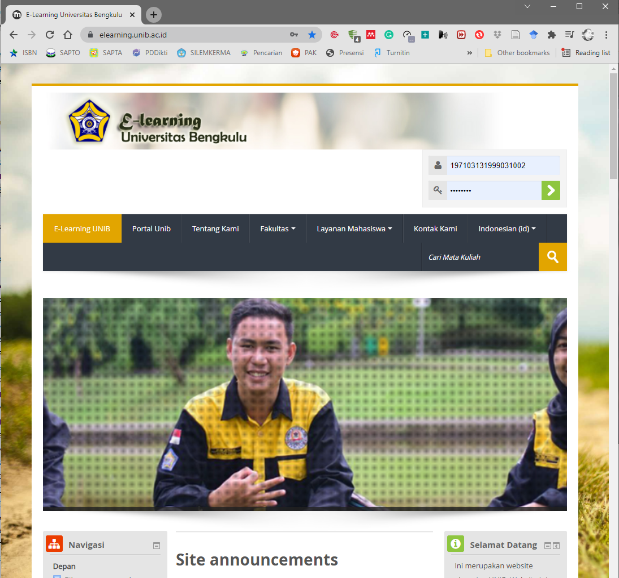 E-Learning Universitas Bengkulu
elearning.unib.ac.id
ISBN SAPTO SAPTA PDDikti SILEMKERMA Pencarian PAK Presensi Turnitin » Other bookmarks Reading list
E-learning
Universitas Bengkulu
197103131999031002
••••••••
E-Learning UNIB Portal Unib Tentang Kami Fakultas Layanan Mahasiswa Kontak Kami Indonesian (id)
Cari Mata Kuliah
Navigasi
Depan
Site announcements
Selamat Datang
Ini merupakan website